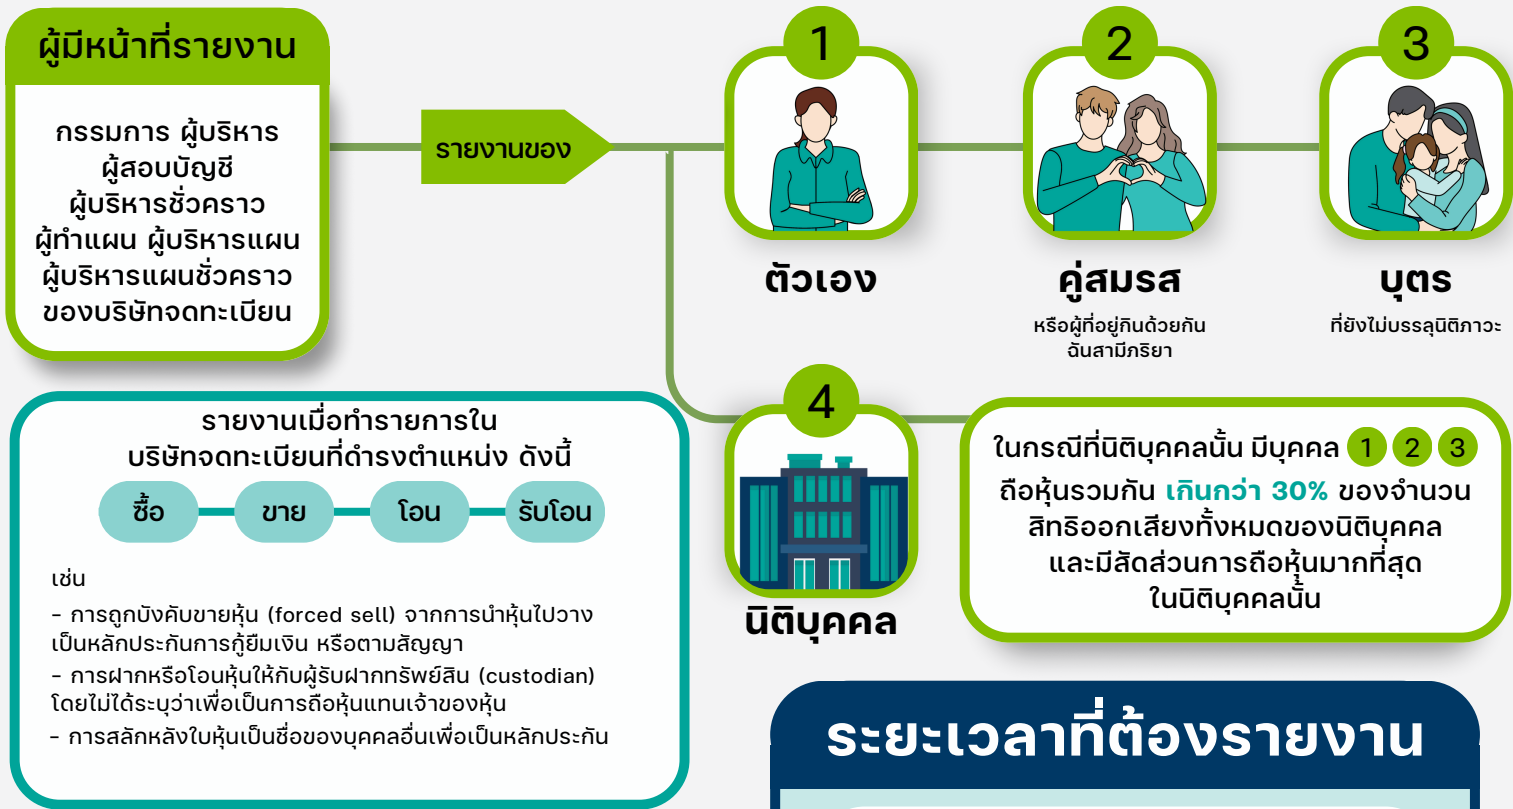 ผู้มีหน้าที่รายงาน
กรรมการ ผู้บริหาร
ผู้สอบบัญชี
ผู้บริหารชั่วคราว
ผู้ทำแผน ผู้บริหารแผน
ผู้บริหารแผนชั่วคราว
ของบริษัทจดทะเบียน
รายงานของ
1
ตัวเอง
2
คู่สมรส
หรือผู้ที่อยู่กินด้วยกัน
ฉันสามีภริยา
3
บุตร
ที่ยังไม่บรรลุนิติภาวะ
4
นิติบุคคล
ในกรณีที่นิติบุคคลนั้น มีบุคคล 1 2 3
ถือหุ้นรวมกัน เกินกว่า 30% ของจำนวน
สิทธิออกเสียงทั้งหมดของนิติบุคคล
และมีสัดส่วนการถือหุ้นมากที่สุด
ในนิติบุคคลนั้น
รายงานเมื่อทำรายการใน
บริษัทจดทะเบียนที่ดำรงตำแหน่ง ดังนี้
ซื้อ ขาย โอน รับโอน
เช่น
- การถูกบังคับขายหุ้น (forced sell) จากการนำหุ้นไปวาง
เป็นหลักประกันการกู้ยืมเงิน หรือตามสัญญา
- การฝากหรือโอนหุ้นให้กับผู้รับฝากทรัพย์สิน (custodian)
โดยไม่ได้ระบุว่าเพื่อเป็นการถือหุ้นแทนเจ้าของหุ้น
- การสลักหลังใบหุ้นเป็นชื่อของบุคคลอื่นเพื่อเป็นหลักประกัน
ระยะเวลาที่ต้องรายงาน